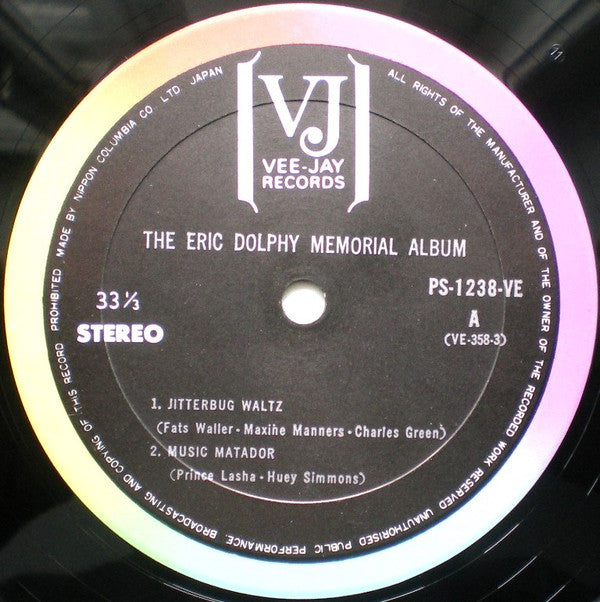 VJ
VEE-JAY
RECORDS
THE ERIC DOLPHY MEMORIAL ALBUM
PS-1238-VE
33⅓
A
STEREO
(VE-358-3)
1. JITTERBUG WALTZ
(Fats Waller - Maxine Manners - Charles Green)
2. MUSIC MATADOR
(Prince Lasha - Huey Simmons)
ALL RIGHTS OF THE MANUFACTURER AND OF THE OWNER OF THE RECORDED WORK RESERVED UNAUTHORISED PUBLIC PERFORMANCE, BROADCASTING AND COPYING OF THIS RECORD PROHIBITED. MADE BY NIPPON COLUMBIA CO LTD JAPAN